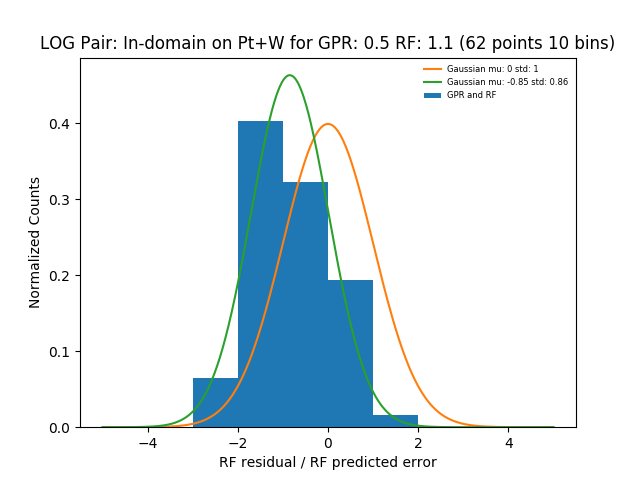 LOG Pair: In-domain on Pt+W for GPR: 0.5 RF: 1.1 (62 points 10 bins)
Gaussian mu: 0 std: 1
Gaussian mu: -0.85 std: 0.86
GPR and RF
Normalized Counts
0.4
0.3
0.2
0.1
0.0
−4
−2
0
2
4
RF residual / RF predicted error